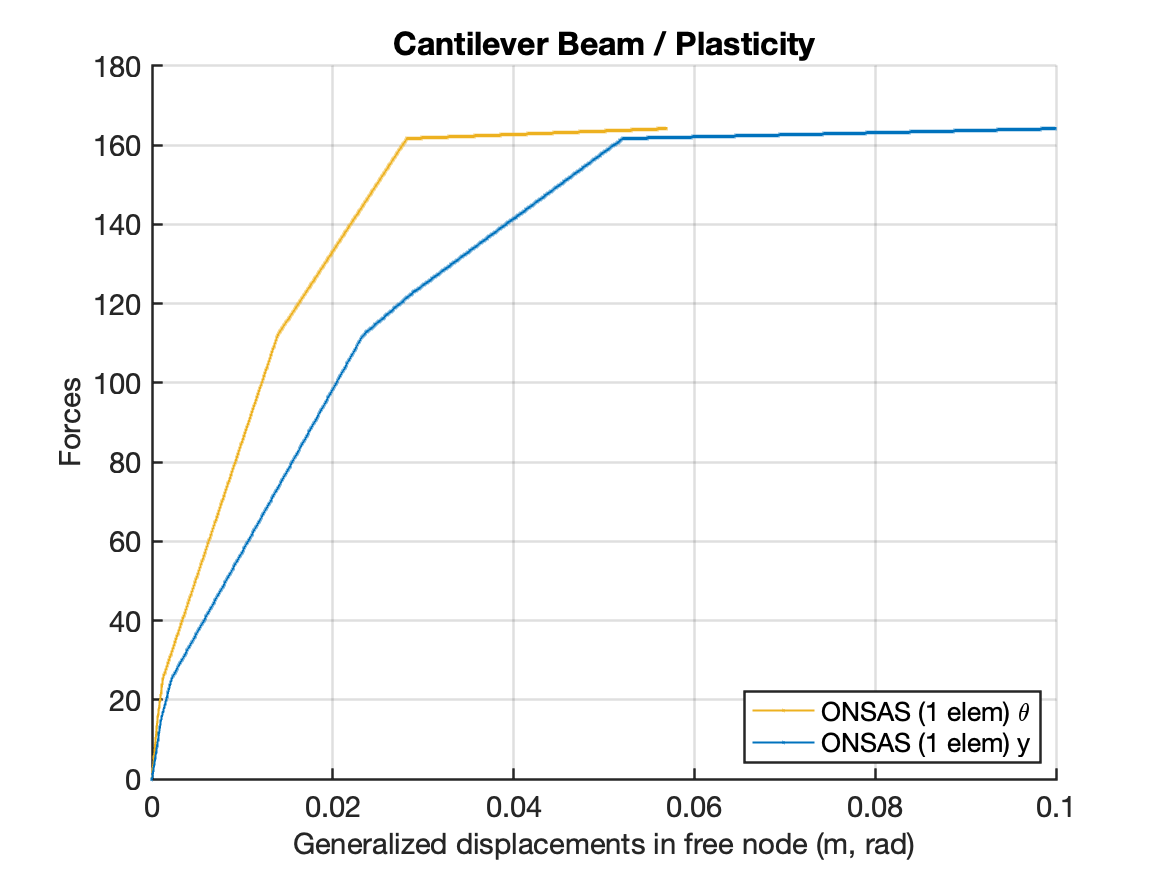 Cantilever Beam / Plasticity
180
160
140
120
100
80
60
40
20
0
Forces
0 0.02 0.04 0.06 0.08 0.1
Generalized displacements in free node (m, rad)
ONSAS (1 elem) θ
ONSAS (1 elem) y